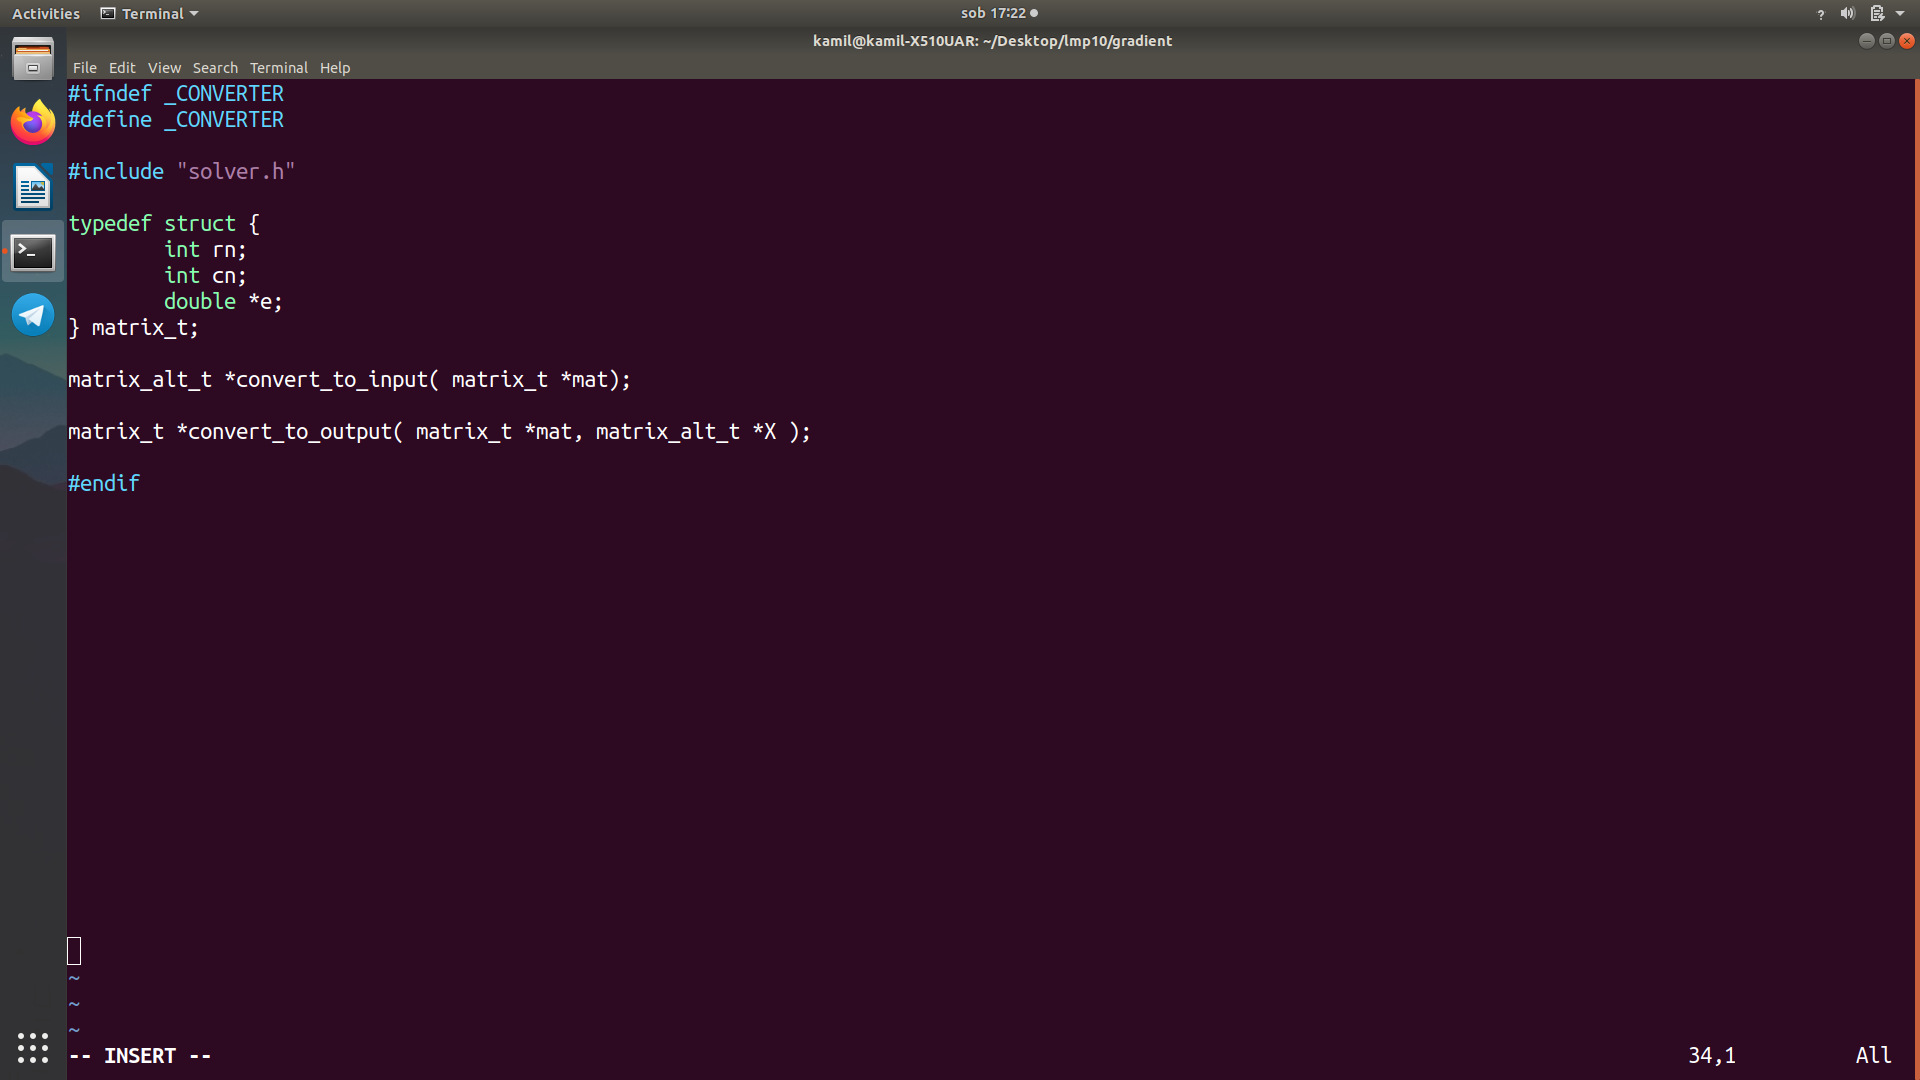 Activities Terminal sob 17:22 ?
kamil@kamil-X510UAR: ~/Desktop/lmp10/gradient
File Edit View Search Terminal Help
#ifndef _CONVERTER
#define _CONVERTER
#include "solver.h"
typedef struct {
        int rn;
        int cn;
        double *e;
} matrix_t;
matrix_alt_t *convert_to_input( matrix_t *mat);
matrix_t *convert_to_output( matrix_t *mat, matrix_alt_t *X );
#endif
~
~
~
-- INSERT -- 34,1 All